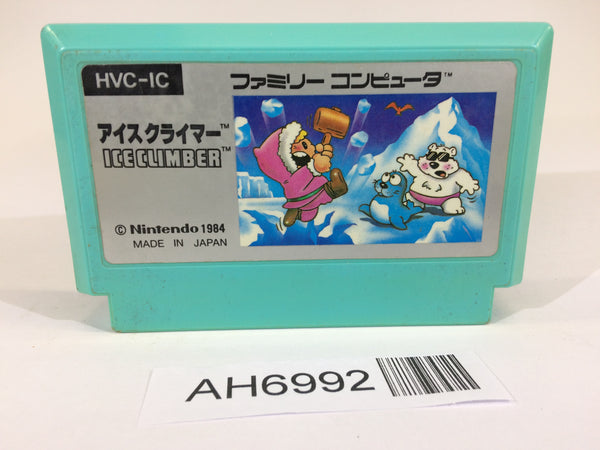 HVC-IC
ファミリー コンピュータ™
アイスクライマー™
ICE CLIMBER™
© Nintendo 1984
MADE IN JAPAN
AH6992